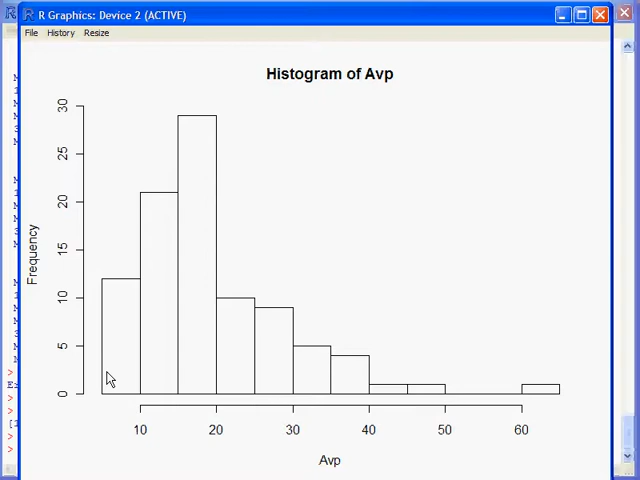 R Graphics: Device 2 (ACTIVE)
File History Resize
Histogram of Avp
Frequency
30
25
20
15
10
5
0
10 20 30 40 50 60
Avp